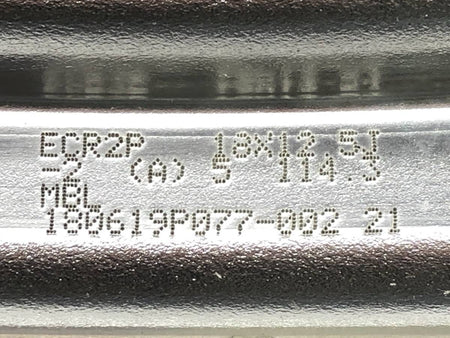 ECR2P 18X12.5J
-2 (A) 5 114.3
MBL
180619P077-002 21